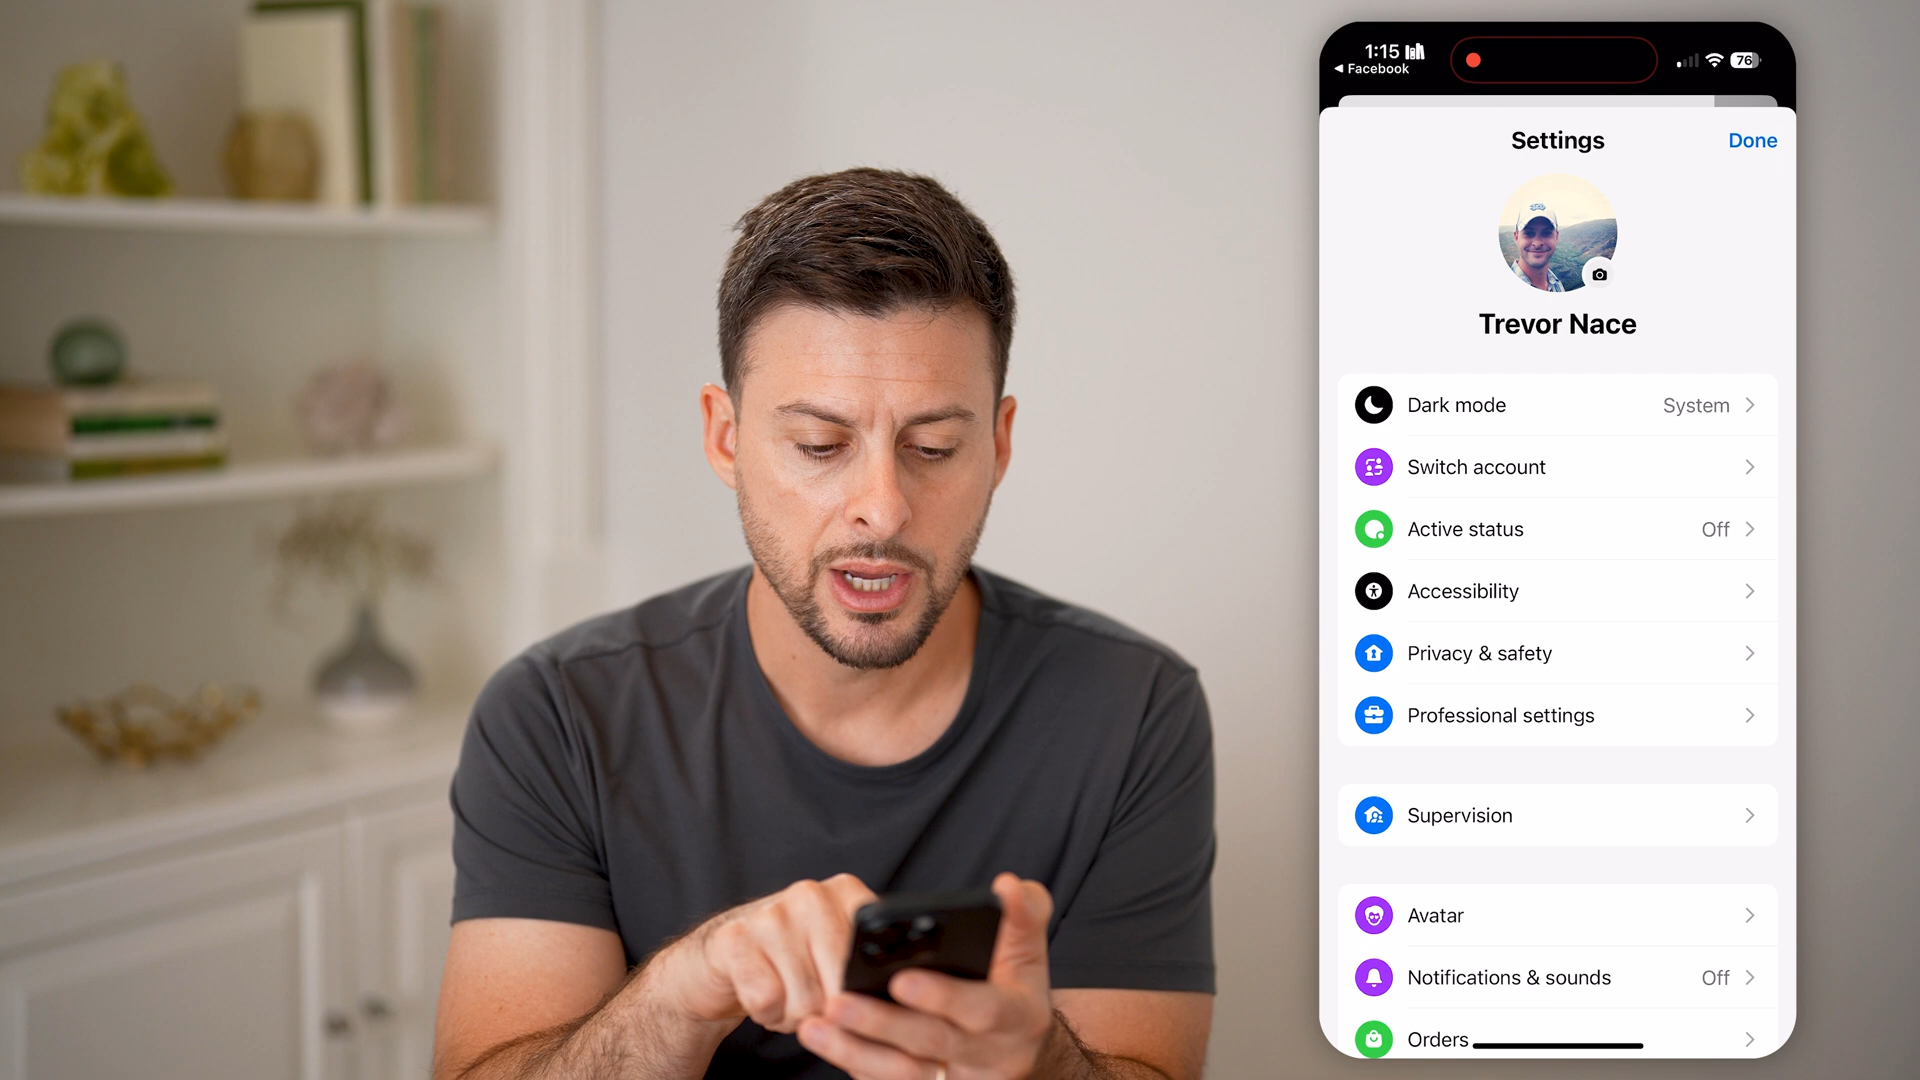 1:15
◀ Facebook
76
Settings
Done
Trevor Nace
Dark mode
System
Switch account
Active status
Off
Accessibility
Privacy & safety
Professional settings
Supervision
Avatar
Notifications & sounds
Off
Orders